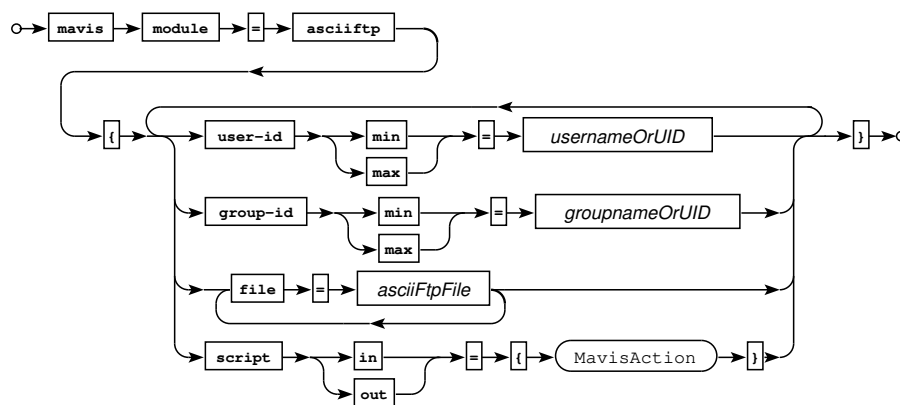 mavis module = asciiftp
{ user-id min = usernameOrUID }
max
group-id min = groupnameOrUID
max
file = asciiFtpFile
script in = { MavisAction }
out